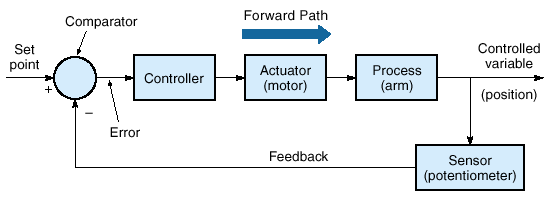 Forward Path
Comparator
Set
point
+
−
Error
Controller
Actuator
(motor)
Process
(arm)
Controlled
variable
(position)
Feedback
Sensor
(potentiometer)